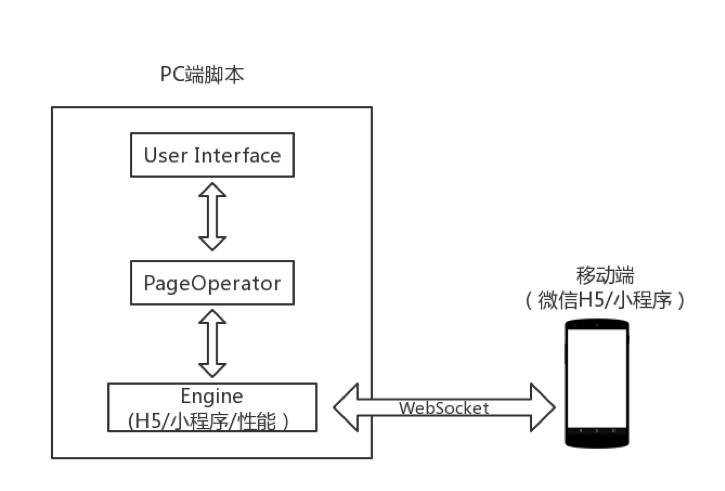 PC端脚本
User Interface
PageOperator
Engine
(H5/小程序/性能）
WebSocket
移动端
（微信H5/小程序）